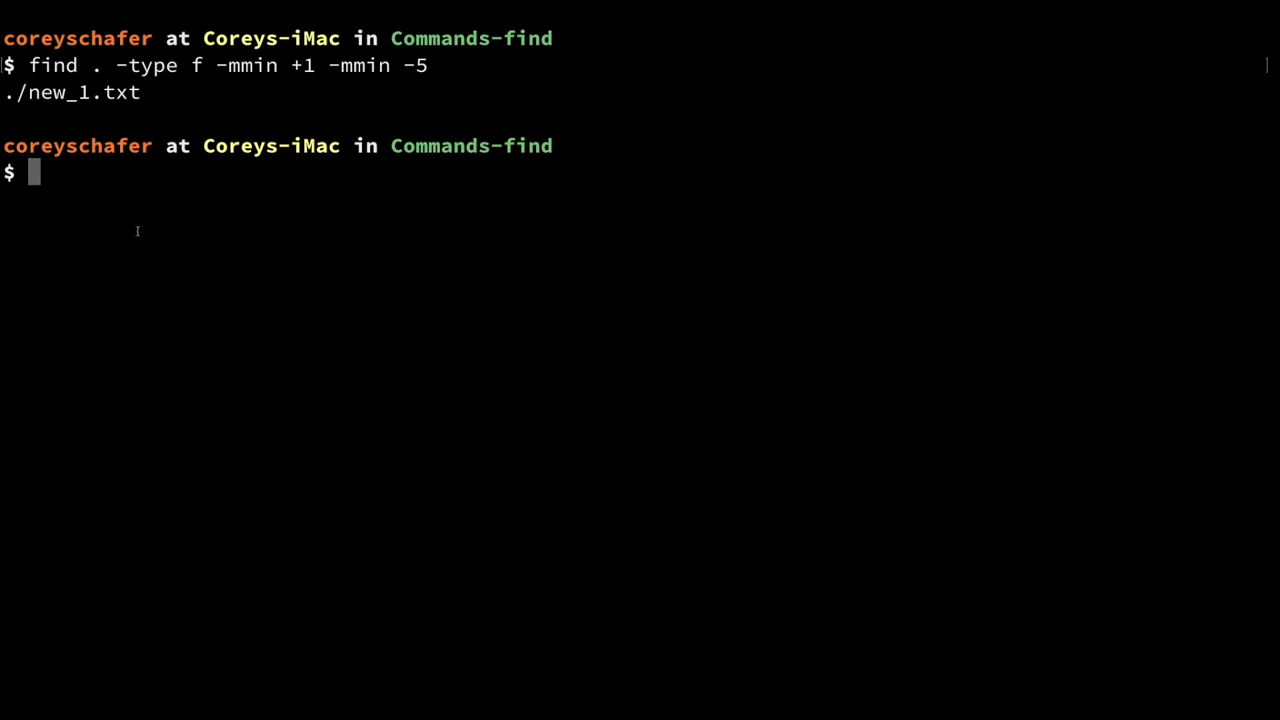 coreyschafer at Coreys-iMac in Commands-find
$ find . -type f -mmin +1 -mmin -5
./new_1.txt
coreyschafer at Coreys-iMac in Commands-find
$